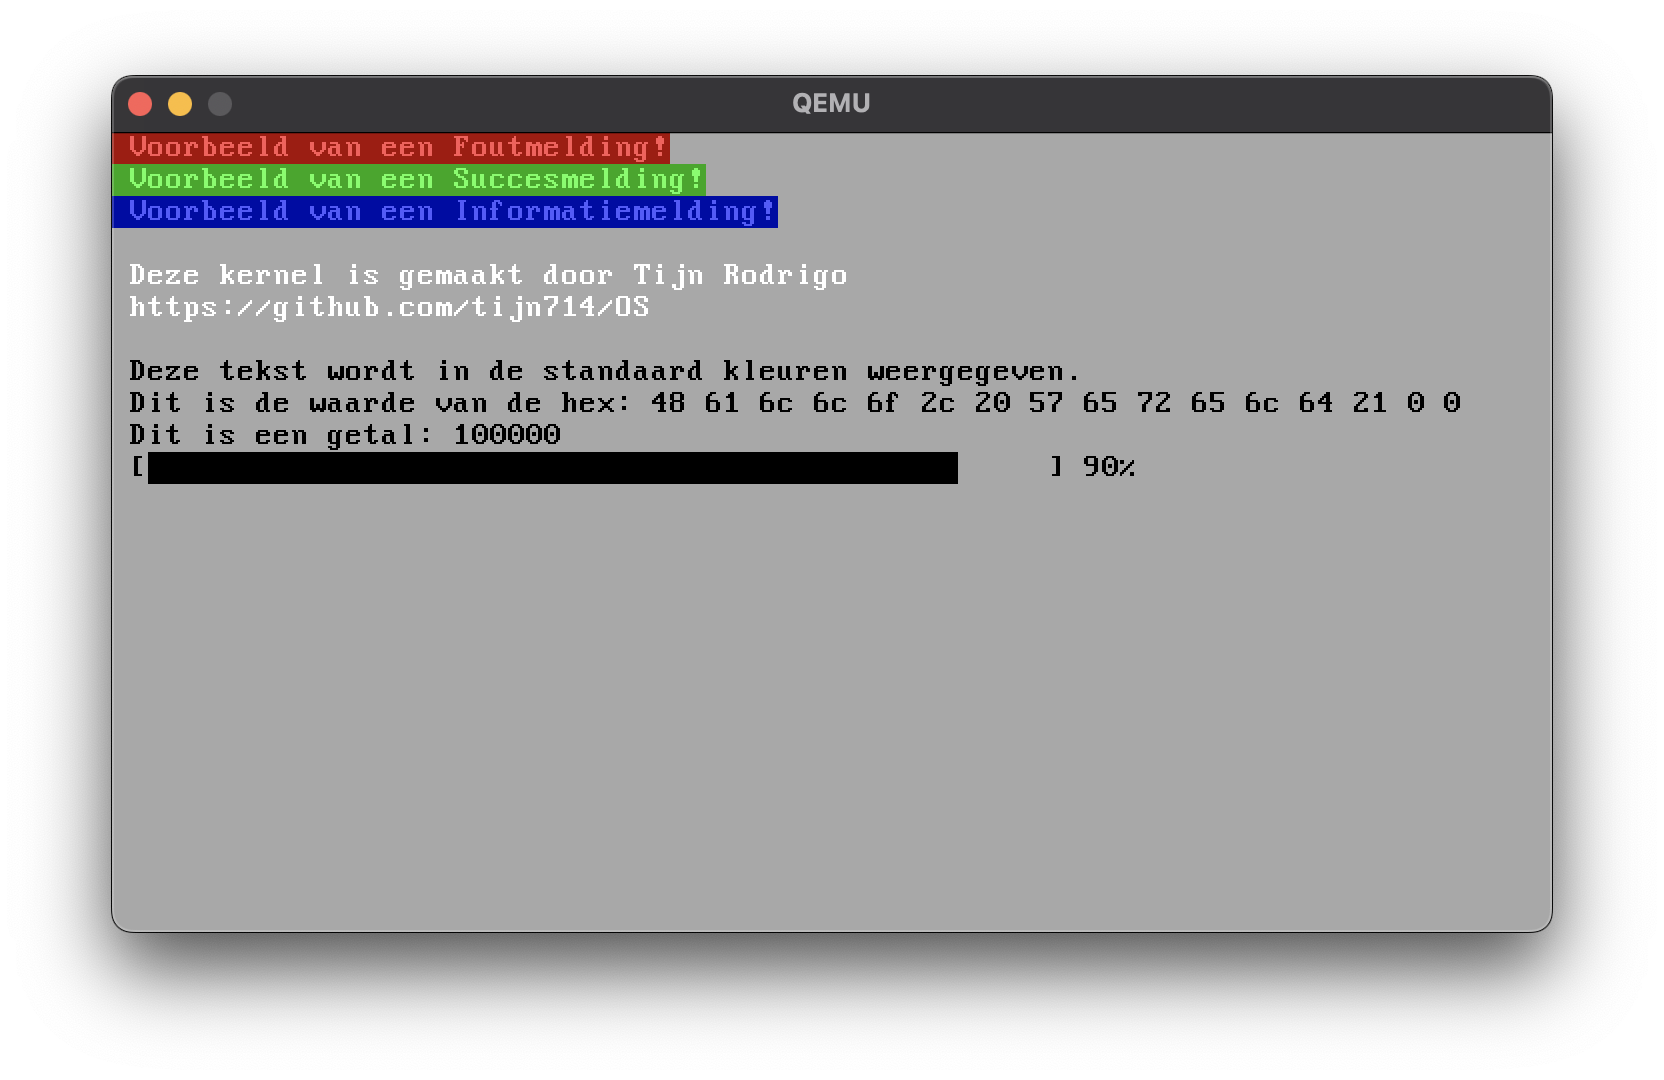 QEMU
Voorbeeld van een Foutmelding!
Voorbeeld van een Succesmelding!
Voorbeeld van een Informatiemelding!
Deze kernel is gemaakt door Tijn Rodrigo
https://github.com/tijn714/OS
Deze tekst wordt in de standaard kleuren weergegeven.
Dit is de waarde van de hex: 48 61 6c 6c 6f 2c 20 57 65 72 65 6c 64 21 0 0
Dit is een getal: 100000
[ ] 90%